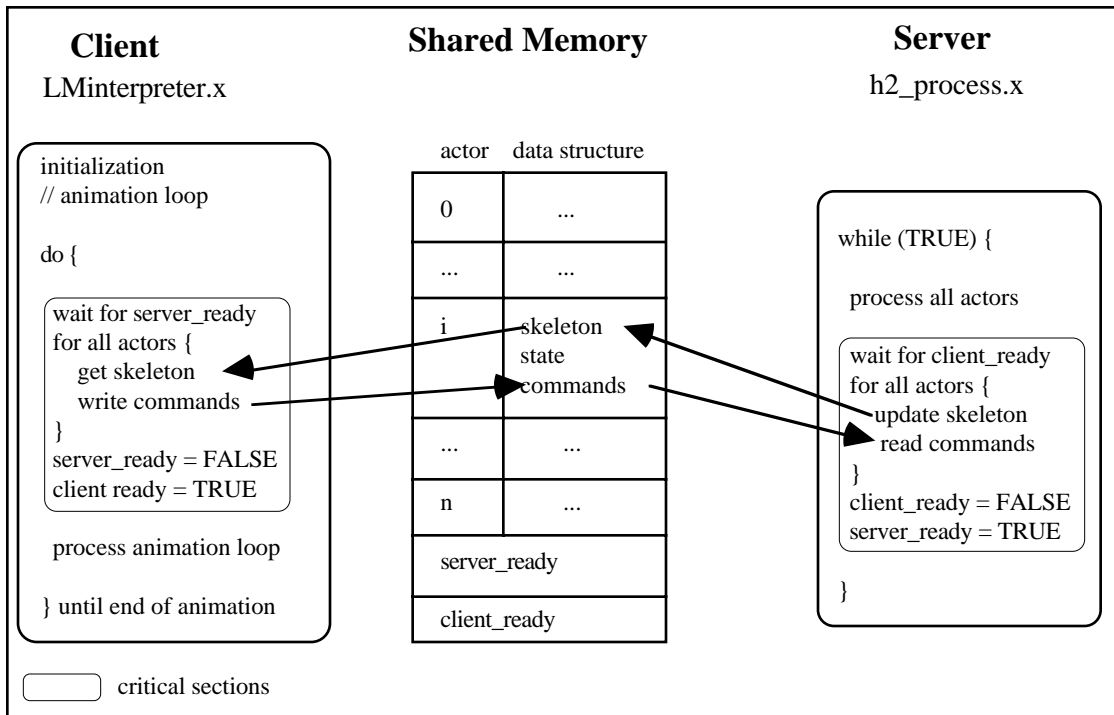 Client
LMinterpreter.x
initialization
// animation loop
do {
wait for server_ready
for all actors {
get skeleton
write commands
}
server_ready = FALSE
client ready = TRUE
process animation loop
} until end of animation
critical sections
Shared Memory
actor data structure
0 ...
... ...
i skeleton
state
commands
... ...
n ...
server_ready
client_ready
Server
h2_process.x
while (TRUE) {
process all actors
wait for client_ready
for all actors {
update skeleton
read commands
}
client_ready = FALSE
server_ready = TRUE
}